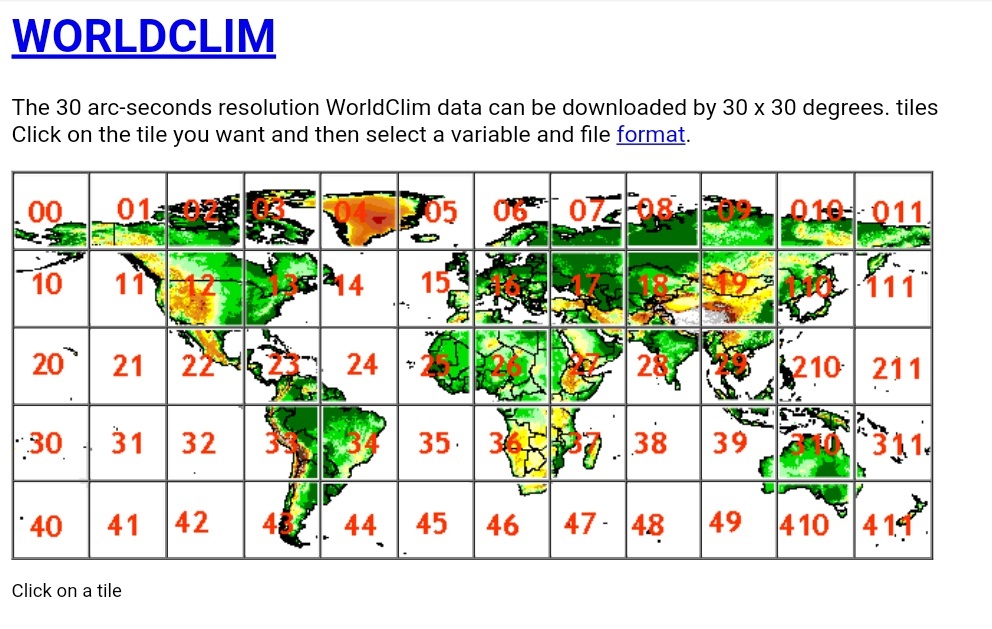 WORLDCLIM
The 30 arc-seconds resolution WorldClim data can be downloaded by 30 x 30 degrees. tiles
Click on the tile you want and then select a variable and file format.
00 01 02 03 04 05 06 07 08 09 010 011
10 11 12 13 14 15 16 17 18 19 110 111
20 21 22 23 24 25 26 27 28 29 210 211
30 31 32 33 34 35 36 37 38 39 310 311
40 41 42 43 44 45 46 47 48 49 410 411
Click on a tile